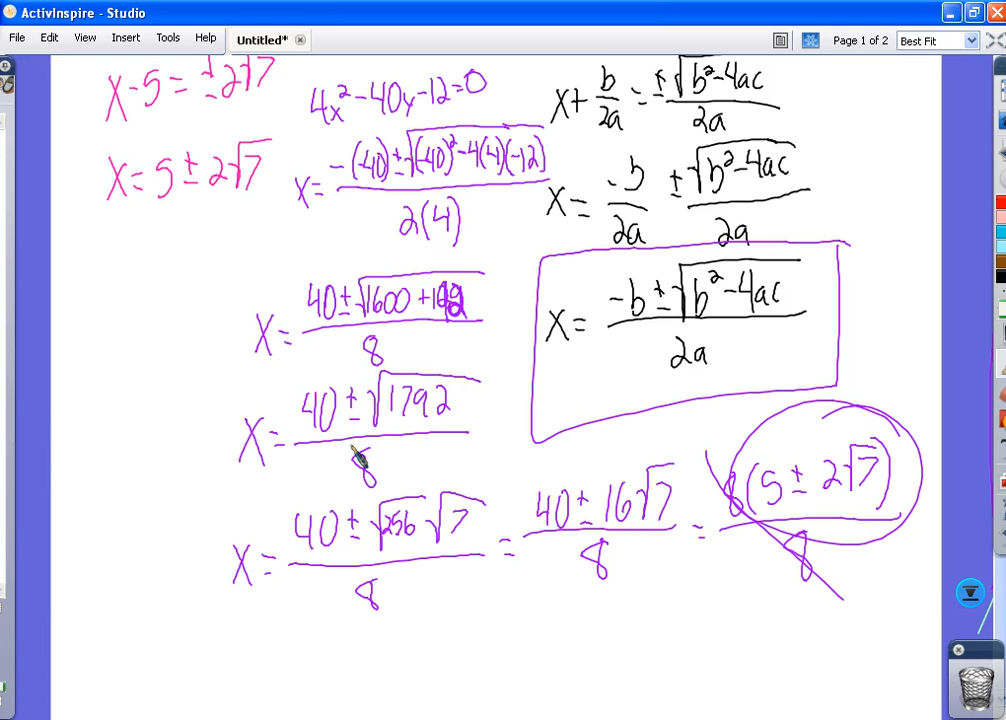 ActivInspire - Studio
File Edit View Insert Tools Help Untitled* Page 1 of 2 Best Fit
x-5 = ±2√7
x = 5 ± 2√7
4x² - 40x - 12 = 0
x = -(-40) ± √(-40)² - 4(4)(-12)
2(4)
x = 40 ± √1600 + 192
8
x = 40 ± √1792
8
x = 40 ± √256 √7
8
= 40 ± 16√7
8
= 8(5 ± 2√7)
8
x + b/2a = ±√b² - 4ac
2a
x = -b/2a ± √b² - 4ac
2a
x = -b ± √b² - 4ac
2a